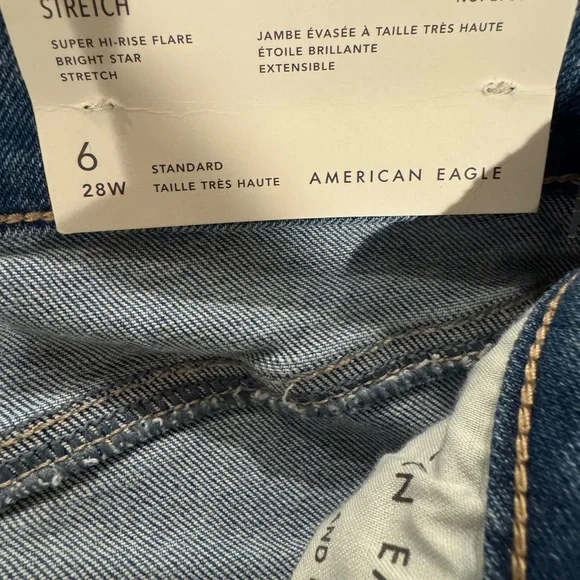 STRETCH
SUPER HI-RISE FLARE
BRIGHT STAR
STRETCH
JAMBE ÉVASÉE À TAILLE TRÈS HAUTE
ÉTOILE BRILLANTE
EXTENSIBLE
6
28W
STANDARD
TAILLE TRÈS HAUTE
AMERICAN EAGLE